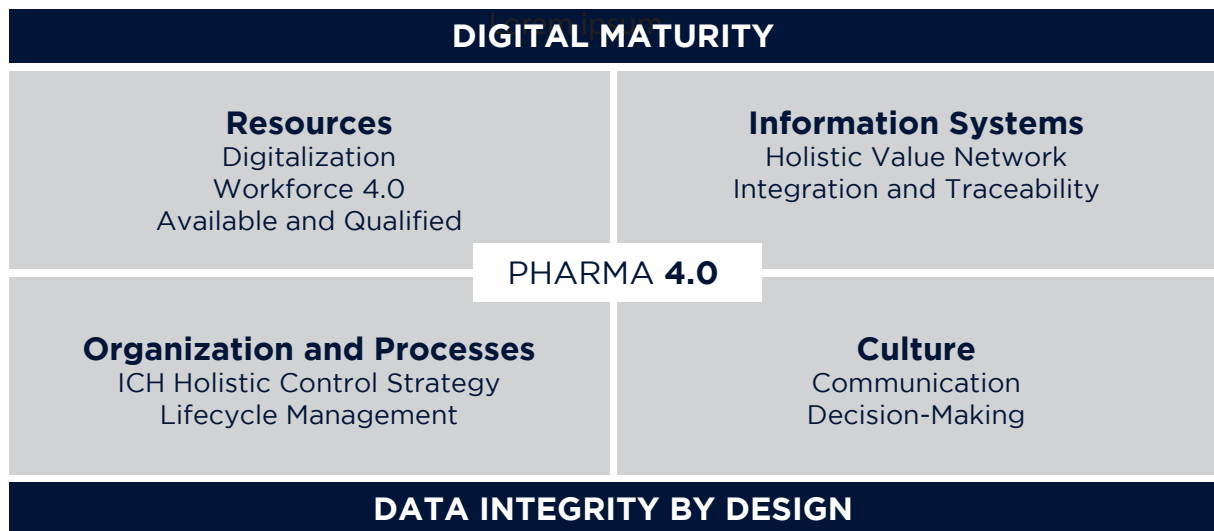 Lorem ipsum
DIGITAL MATURITY
Resources
Digitalization
Workforce 4.0
Available and Qualified
Information Systems
Holistic Value Network
Integration and Traceability
PHARMA 4.0
Organization and Processes
ICH Holistic Control Strategy
Lifecycle Management
Culture
Communication
Decision-Making
DATA INTEGRITY BY DESIGN